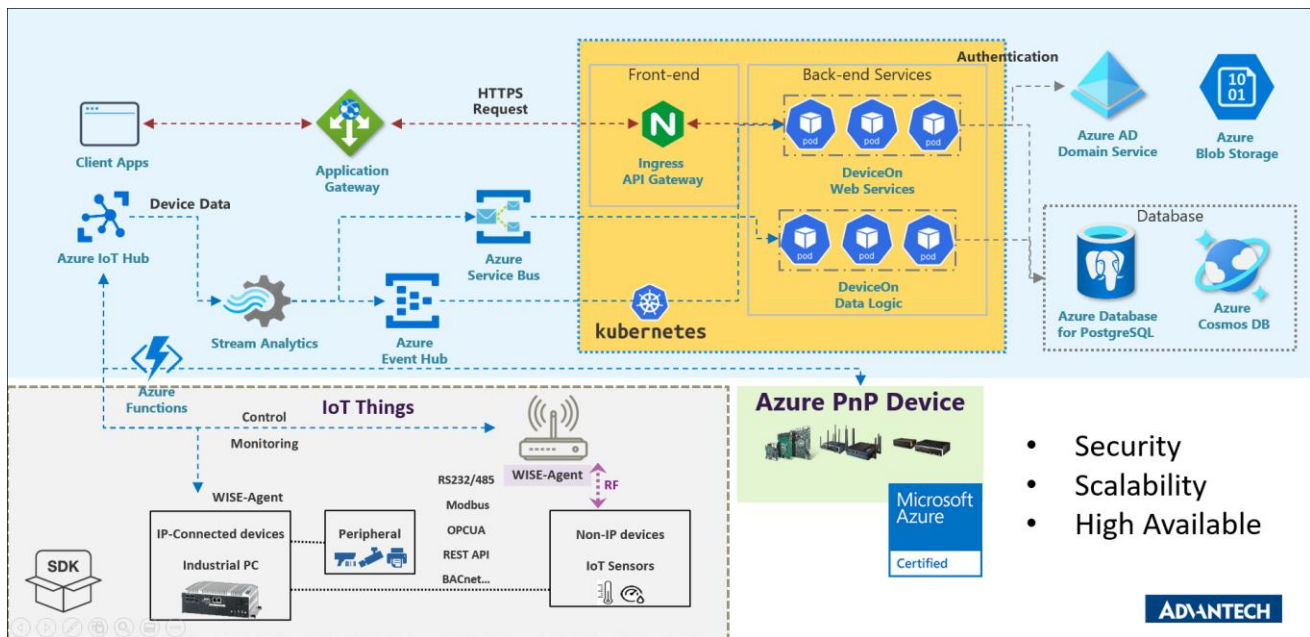 Authentication
Front-end
Back-end Services
HTTPS
Request
10
01
pod
pod
pod
Client Apps
Application
Gateway
Ingress
API Gateway
DeviceOn
Web Services
Azure AD
Domain Service
Azure
Blob Storage
Device Data
Database
Azure IoT Hub
Azure
Service Bus
pod
pod
pod
DeviceOn
Data Logic
kubernetes
Stream Analytics
Azure
Event Hub
Azure Database
for PostgreSQL
Azure
Cosmos DB
Azure
Functions
IoT Things
Control
Monitoring
WISE-Agent
RF
WISE-Agent
IP-Connected devices
Industrial PC
Peripheral
RS232/485
Modbus
OPCUA
REST API
BACnet...
Non-IP devices
IoT Sensors
SDK
Azure PnP Device
Microsoft
Azure
Certified
• Security
• Scalability
• High Available
ADVANTECH